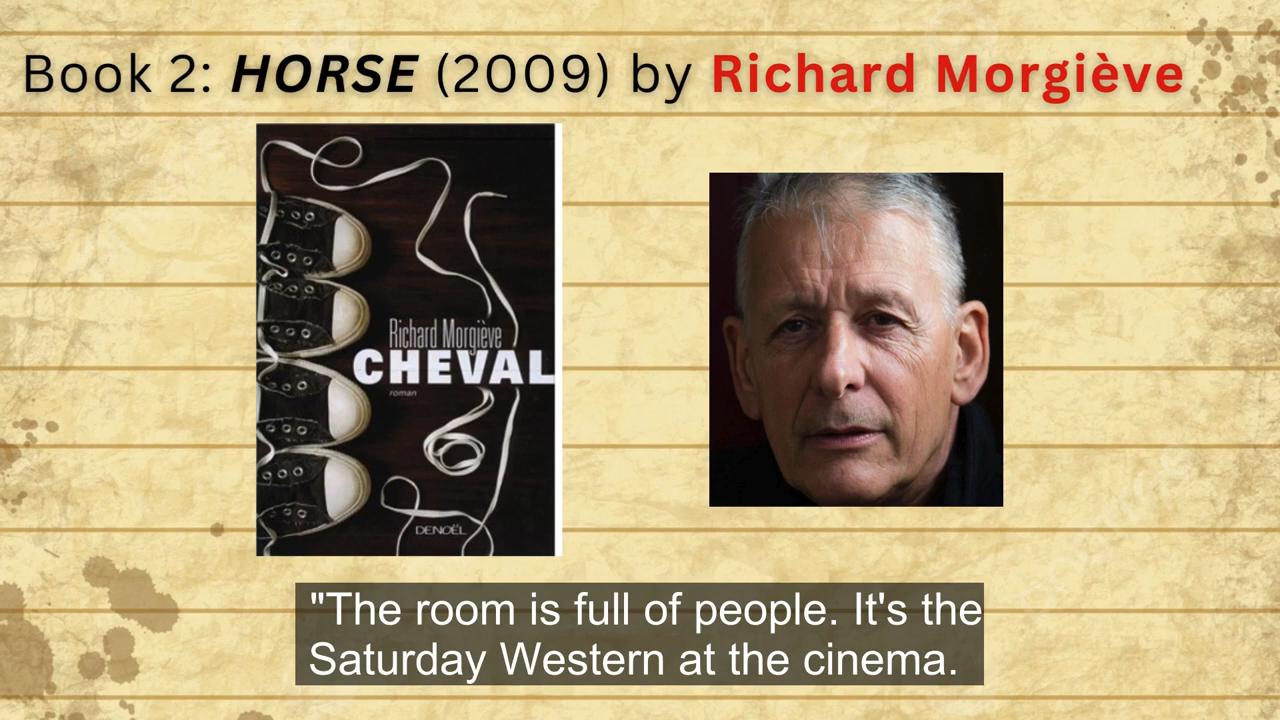 Book 2: HORSE (2009) by Richard Morgiève
Richard Morgiève
CHEVAL
roman
DENOËL
"The room is full of people. It's the
Saturday Western at the cinema.